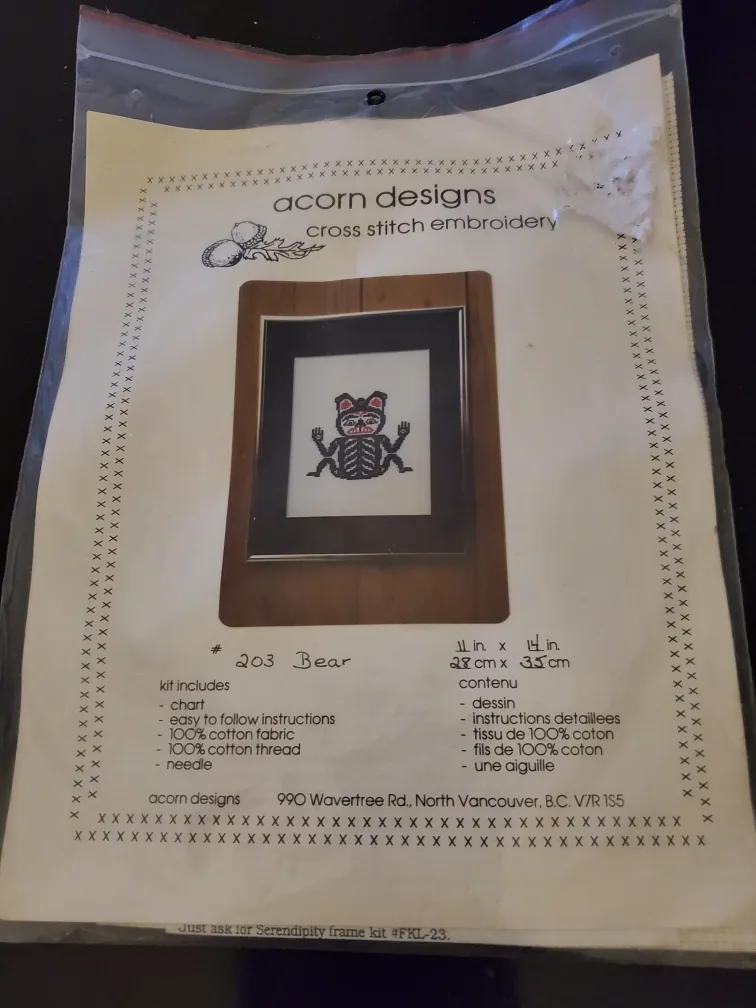 acorn designs
cross stitch embroidery
# 203 Bear
11 in. x 14 in.
28 cm x 35 cm
kit includes
- chart
- easy to follow instructions
- 100% cotton fabric
- 100% cotton thread
- needle
contenu
- dessin
- instructions detaillees
- tissu de 100% coton
- fils de 100% coton
- une aiguille
acorn designs 990 Wavertree Rd., North Vancouver, B.C. V7R 1S5
Just ask for Serendipity frame kit #FKL-23.